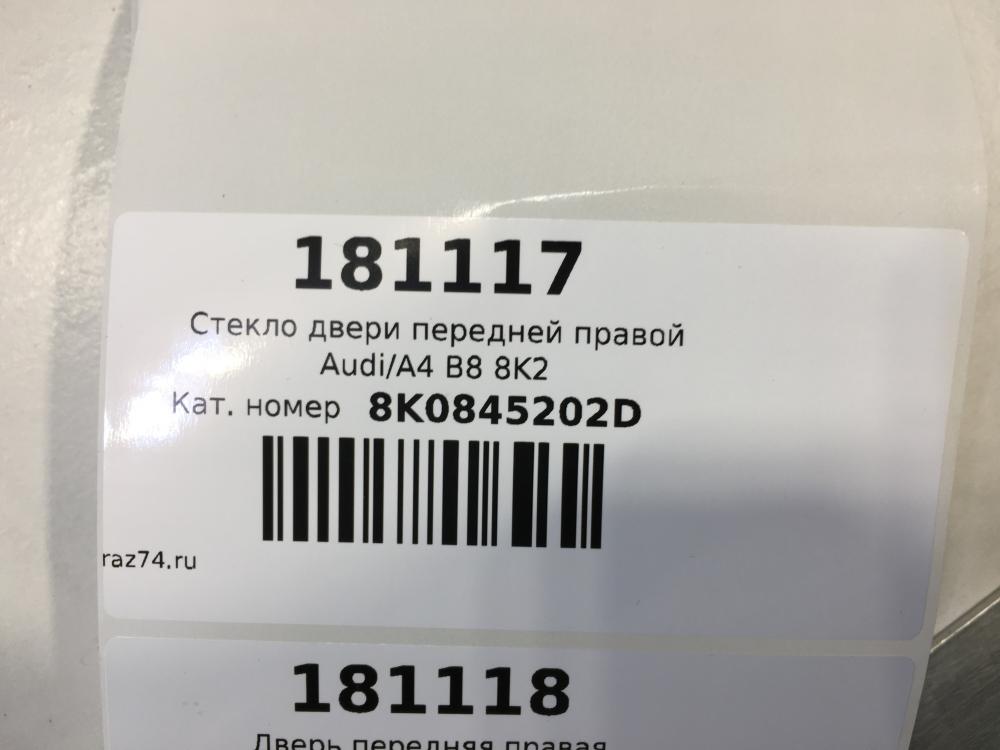 181117
Стекло двери передней правой
Audi/A4 B8 8K2
Кат. номер 8K0845202D
raz74.ru
181118
Дверь передняя правая